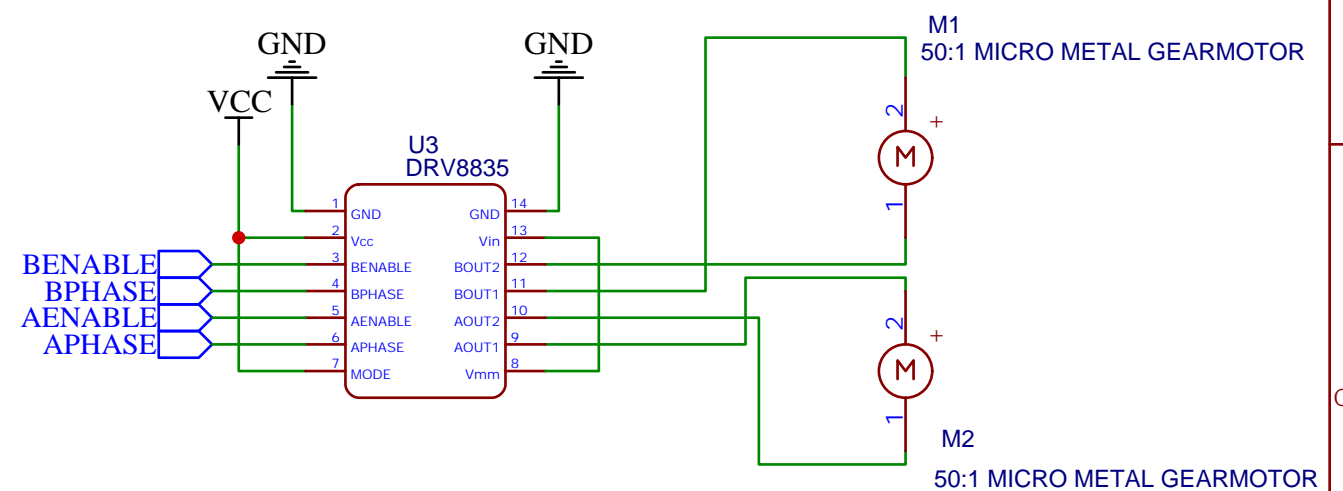 GND
GND
VCC
M1
50:1 MICRO METAL GEARMOTOR
2
+
M
1
U3
DRV8835
1 GND
2 Vcc
3 BENABLE
4 BPHASE
5 AENABLE
6 APHASE
7 MODE
GND 14
Vin 13
BOUT2 12
BOUT1 11
AOUT2 10
AOUT1 9
Vmm 8
BENABLE
BPHASE
AENABLE
APHASE
2
+
M
1
M2
50:1 MICRO METAL GEARMOTOR